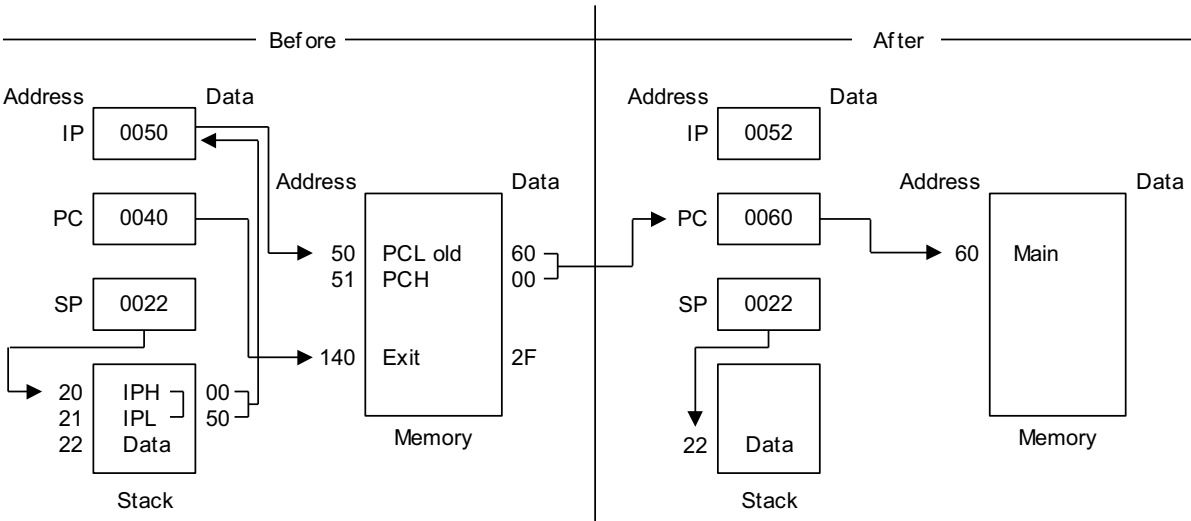 Before
Address Data
IP 0050
PC 0040
SP 0022
Address Data
50 PCL old 60
51 PCH 00
140 Exit 2F
Memory
20 IPH 00
21 IPL 50
22 Data
Stack
After
Address Data
IP 0052
PC 0060
SP 0022
Address Data
60 Main
Memory
22 Data
Stack